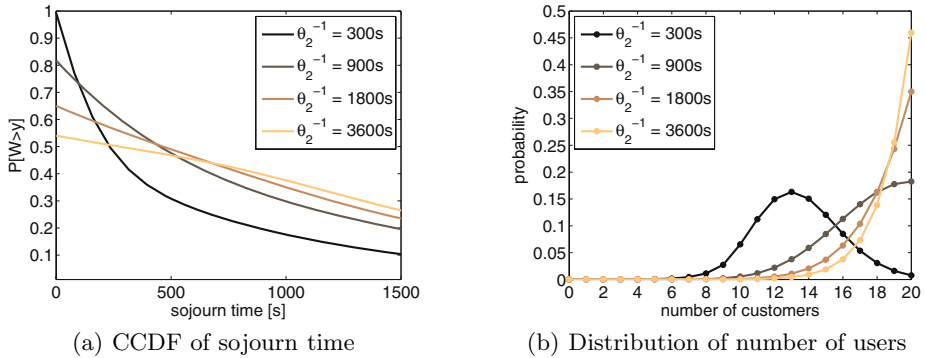 P[W>y]
1
0.9
0.8
0.7
0.6
0.5
0.4
0.3
0.2
0.1
0 500 1000 1500
sojourn time [s]
θ₂⁻¹ = 300s
θ₂⁻¹ = 900s
θ₂⁻¹ = 1800s
θ₂⁻¹ = 3600s
(a) CCDF of sojourn time
probability
0.5
0.45
0.4
0.35
0.3
0.25
0.2
0.15
0.1
0.05
0
0 2 4 6 8 10 12 14 16 18 20
number of customers
θ₂⁻¹ = 300s
θ₂⁻¹ = 900s
θ₂⁻¹ = 1800s
θ₂⁻¹ = 3600s
(b) Distribution of number of users